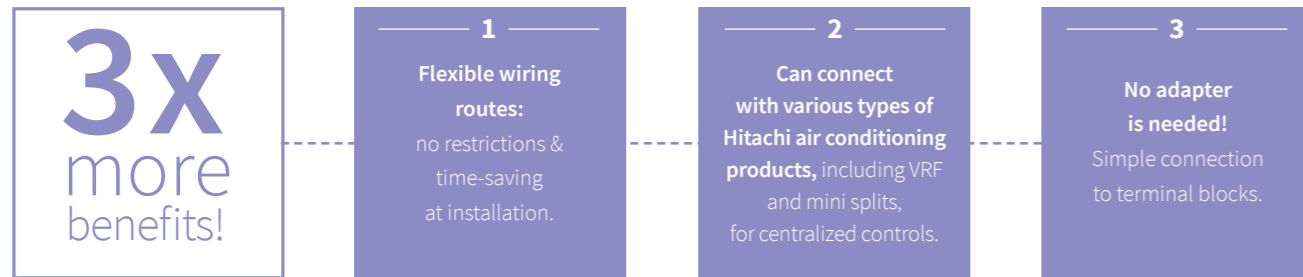 3x
more
benefits!
1
Flexible wiring
routes:
no restrictions &
time-saving
at installation.
2
Can connect
with various types of
Hitachi air conditioning
products, including VRF
and mini splits,
for centralized controls.
3
No adapter
is needed!
Simple connection
to terminal blocks.